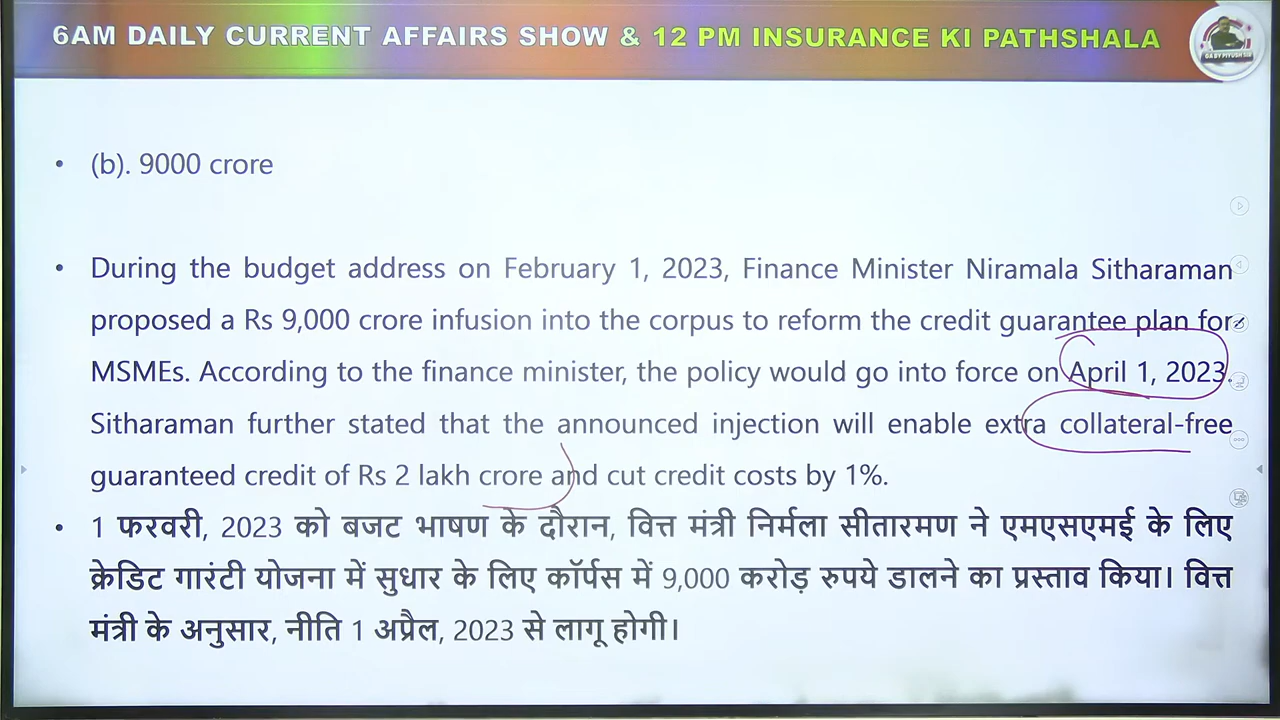 6AM DAILY CURRENT AFFAIRS SHOW & 12 PM INSURANCE KI PATHSHALA
GA BY PIYUSH SIR
• (b). 9000 crore
• During the budget address on February 1, 2023, Finance Minister Niramala Sitharaman
proposed a Rs 9,000 crore infusion into the corpus to reform the credit guarantee plan for
MSMEs. According to the finance minister, the policy would go into force on April 1, 2023.
Sitharaman further stated that the announced injection will enable extra collateral-free
guaranteed credit of Rs 2 lakh crore and cut credit costs by 1%.
• 1 फरवरी, 2023 को बजट भाषण के दौरान, वित्त मंत्री निर्मला सीतारमण ने एमएसएमई के लिए
क्रेडिट गारंटी योजना में सुधार के लिए कॉर्पस में 9,000 करोड़ रुपये डालने का प्रस्ताव किया। वित्त
मंत्री के अनुसार, नीति 1 अप्रैल, 2023 से लागू होगी।